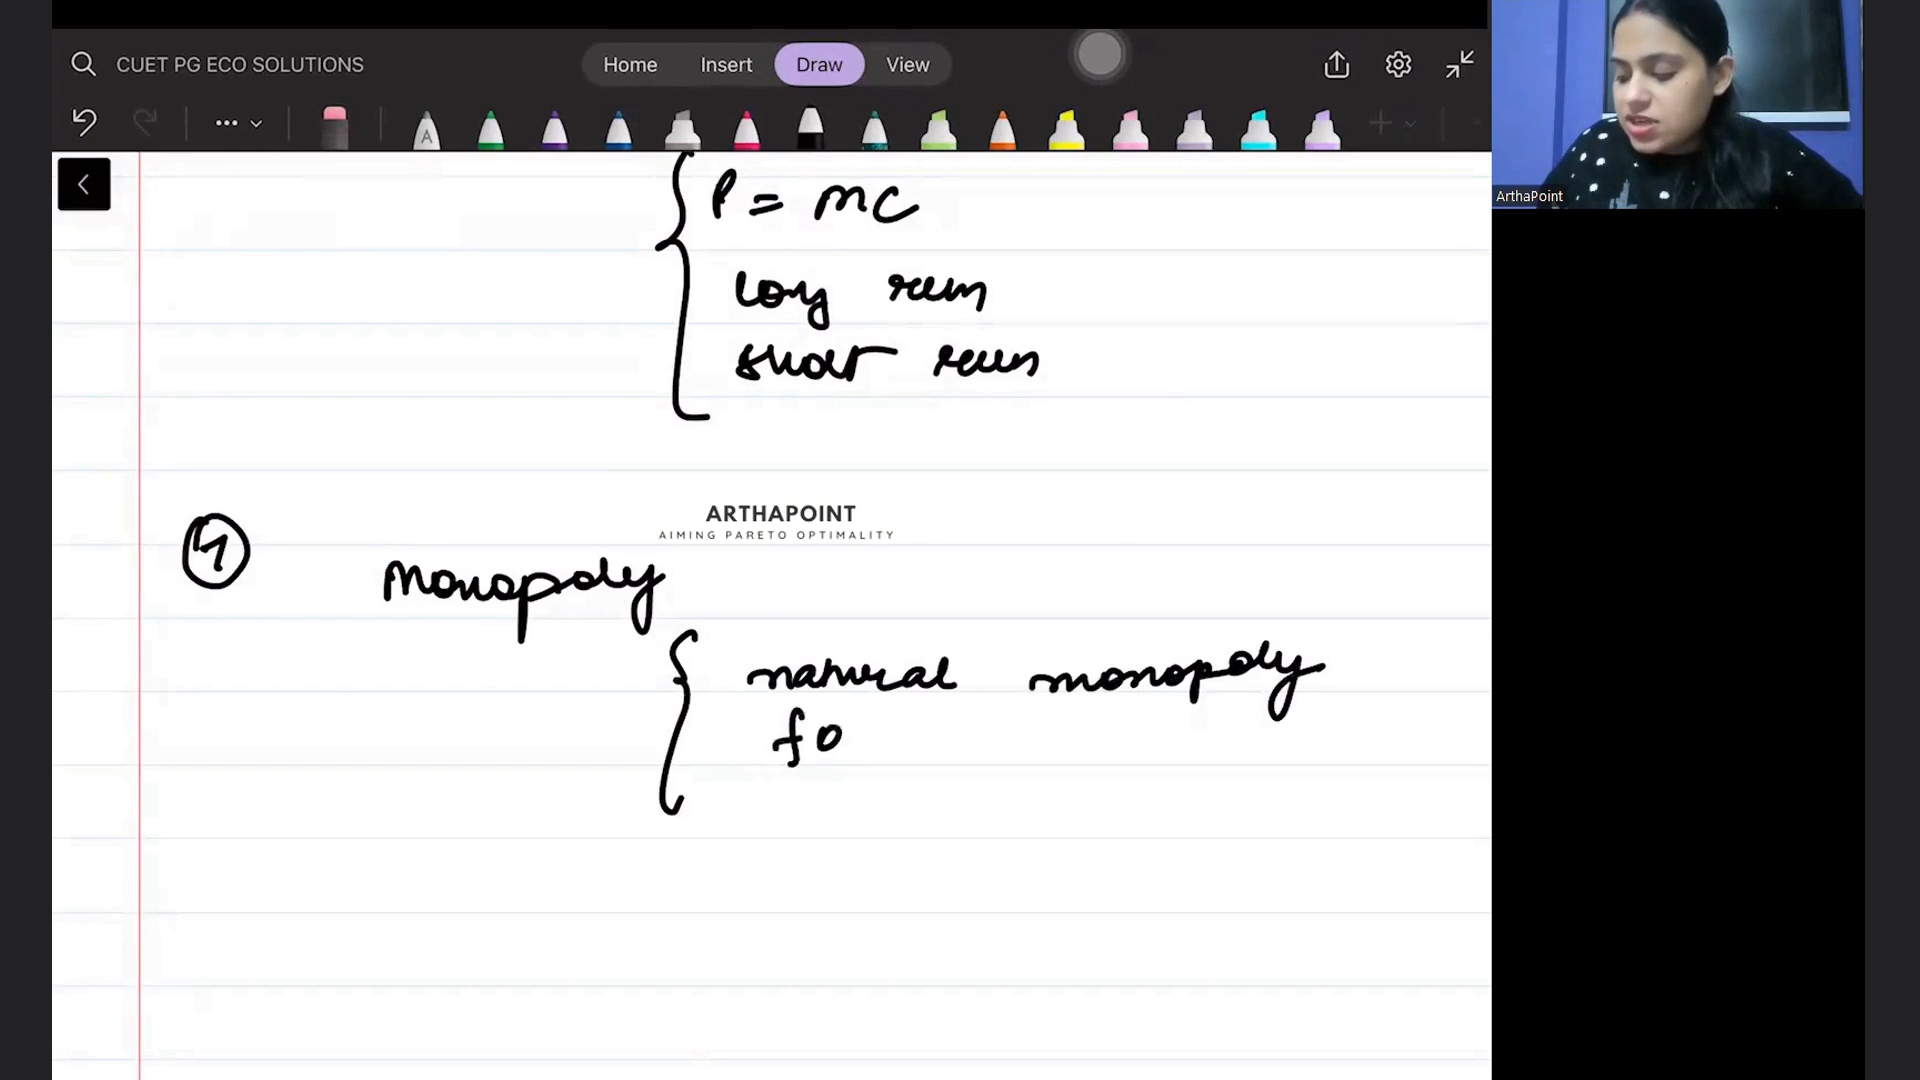 CUET PG ECO SOLUTIONS
Home Insert Draw View
A
ArthaPoint
P = MC
long run
short run
ARTHAPOINT
AIMING PARETO OPTIMALITY
4
Monopoly
natural monopoly
fo